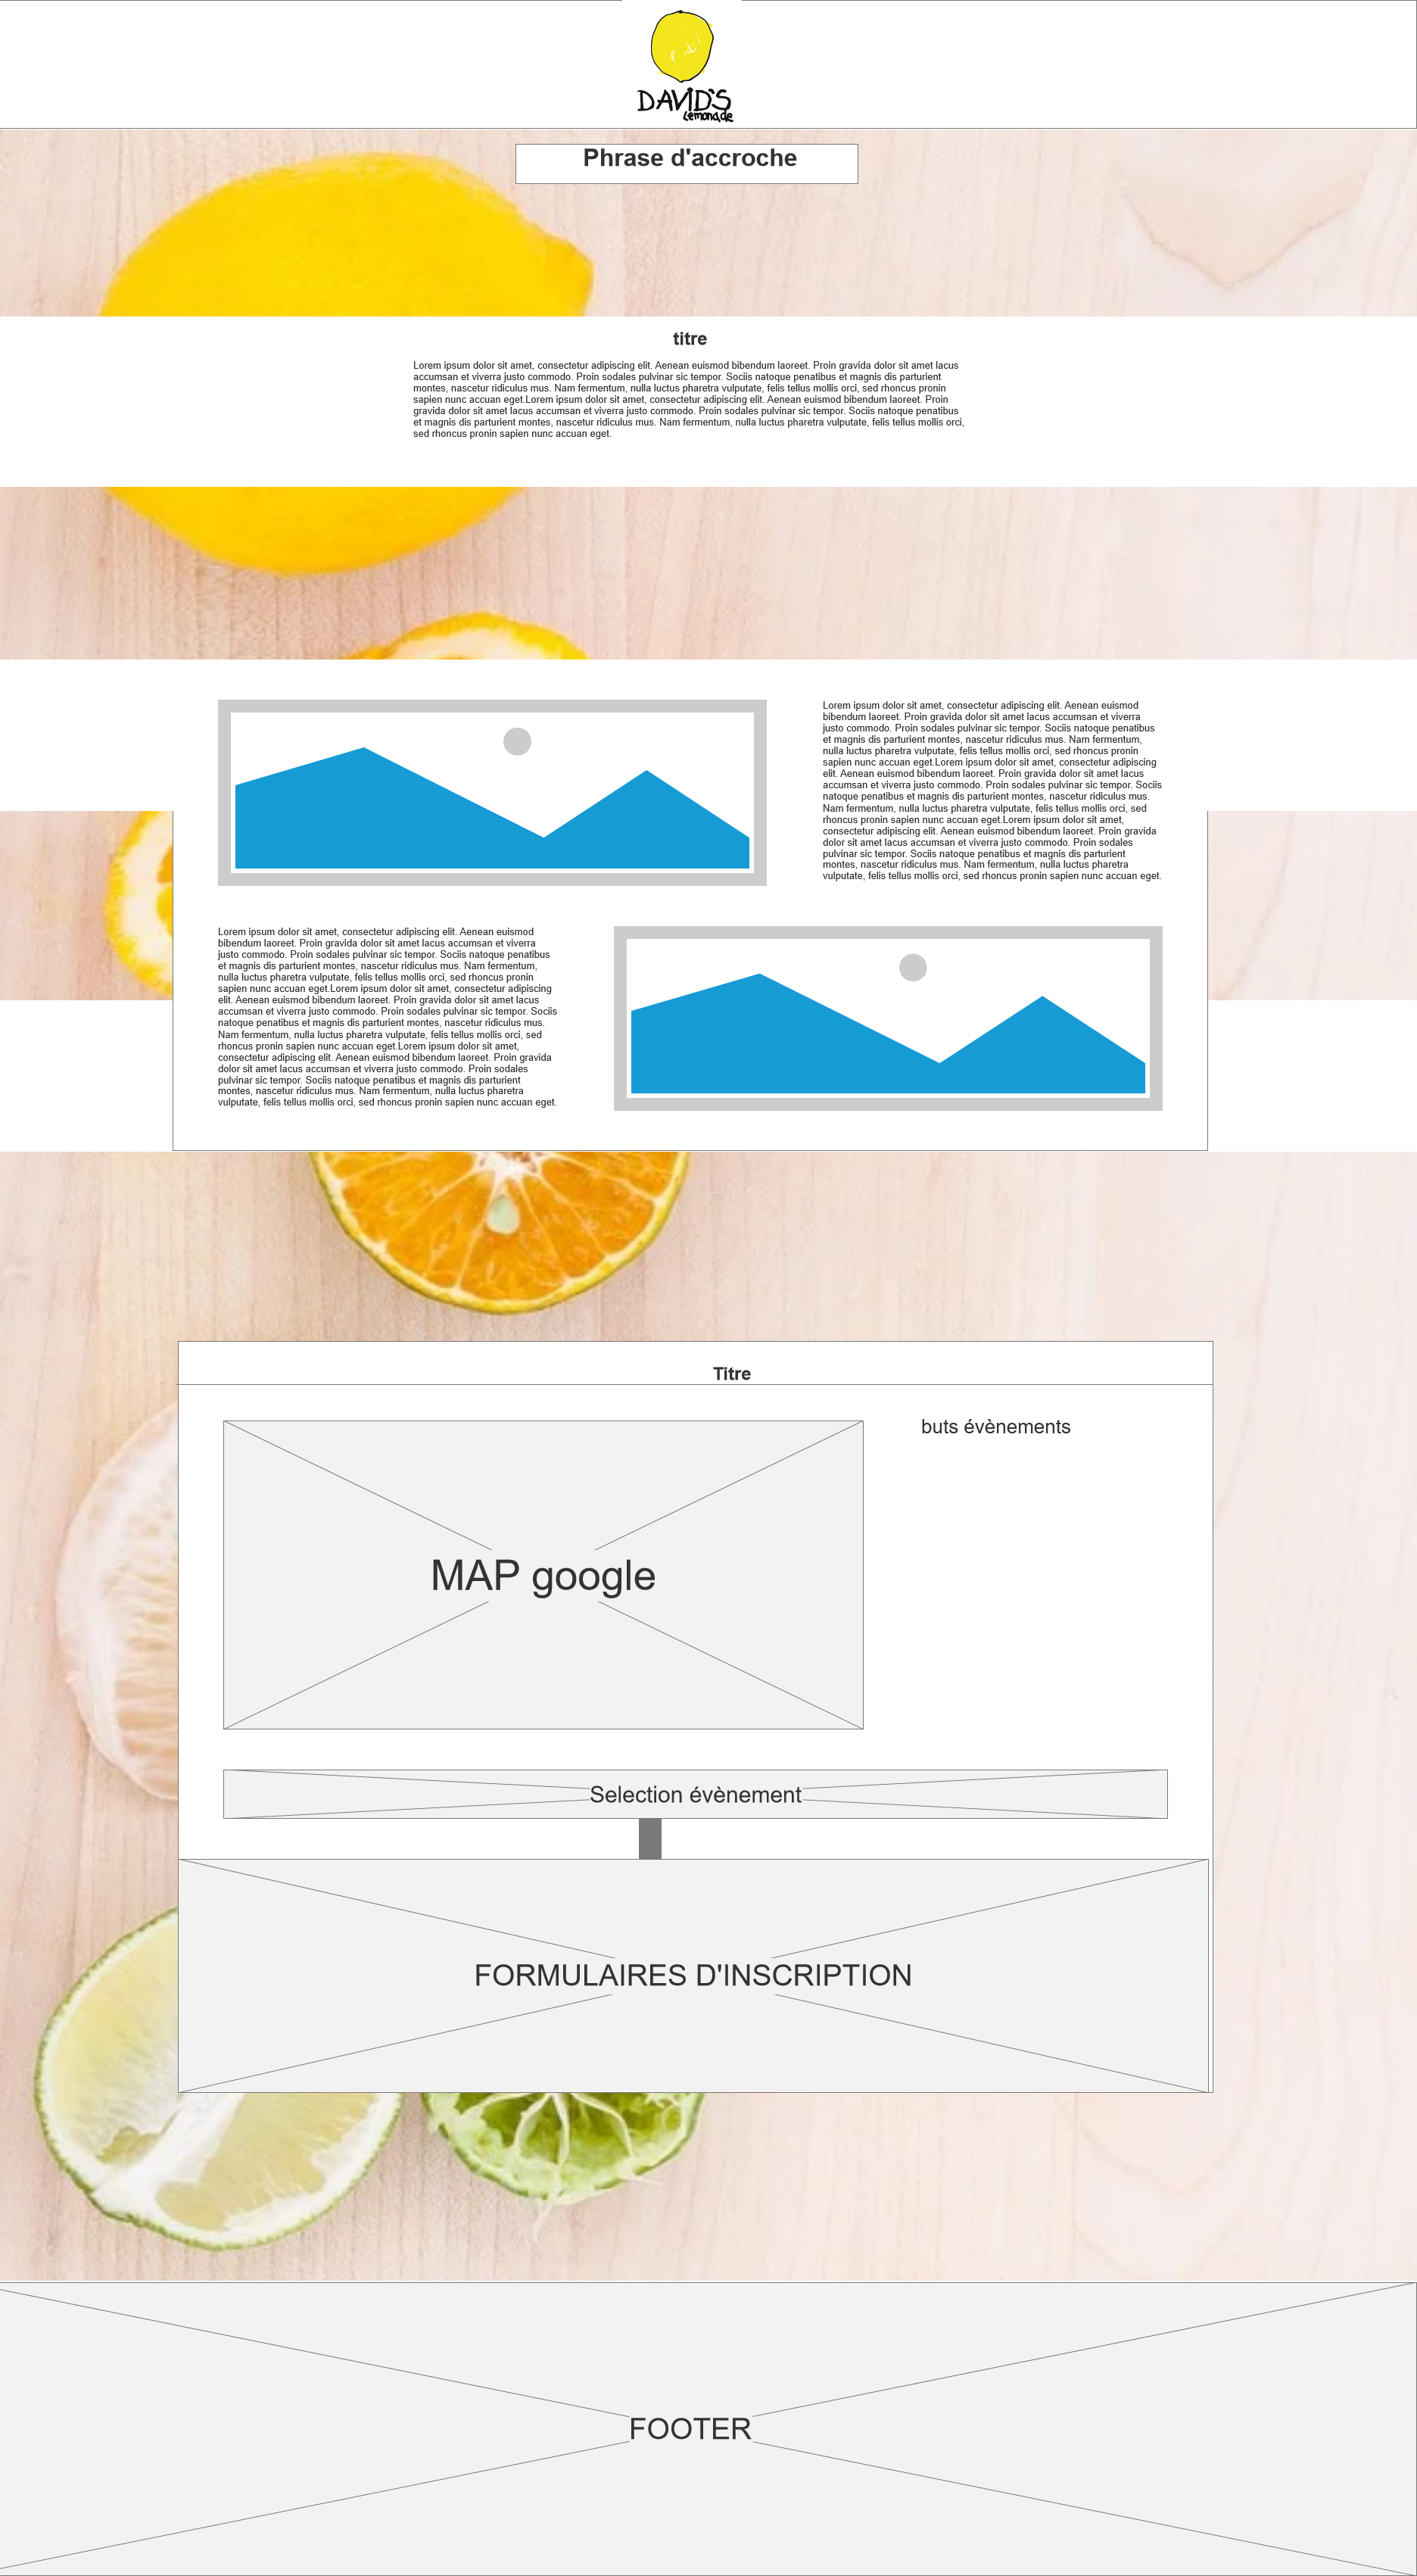 DAVID'S
Lemonade
Phrase d'accroche
titre
Lorem ipsum dolor sit amet, consectetur adipiscing elit. Aenean euismod bibendum laoreet. Proin gravida dolor sit amet lacus
accumsan et viverra justo commodo. Proin sodales pulvinar sic tempor. Sociis natoque penatibus et magnis dis parturient
montes, nascetur ridiculus mus. Nam fermentum, nulla luctus pharetra vulputate, felis tellus mollis orci, sed rhoncus pronin
sapien nunc accuan eget.Lorem ipsum dolor sit amet, consectetur adipiscing elit. Aenean euismod bibendum laoreet. Proin
gravida dolor sit amet lacus accumsan et viverra justo commodo. Proin sodales pulvinar sic tempor. Sociis natoque penatibus
et magnis dis parturient montes, nascetur ridiculus mus. Nam fermentum, nulla luctus pharetra vulputate, felis tellus mollis orci,
sed rhoncus pronin sapien nunc accuan eget.
Lorem ipsum dolor sit amet, consectetur adipiscing elit. Aenean euismod
bibendum laoreet. Proin gravida dolor sit amet lacus accumsan et viverra
justo commodo. Proin sodales pulvinar sic tempor. Sociis natoque penatibus
et magnis dis parturient montes, nascetur ridiculus mus. Nam fermentum,
nulla luctus pharetra vulputate, felis tellus mollis orci, sed rhoncus pronin
sapien nunc accuan eget.Lorem ipsum dolor sit amet, consectetur adipiscing
elit. Aenean euismod bibendum laoreet. Proin gravida dolor sit amet lacus
accumsan et viverra justo commodo. Proin sodales pulvinar sic tempor. Sociis
natoque penatibus et magnis dis parturient montes, nascetur ridiculus mus.
Nam fermentum, nulla luctus pharetra vulputate, felis tellus mollis orci, sed
rhoncus pronin sapien nunc accuan eget.Lorem ipsum dolor sit amet,
consectetur adipiscing elit. Aenean euismod bibendum laoreet. Proin gravida
dolor sit amet lacus accumsan et viverra justo commodo. Proin sodales
pulvinar sic tempor. Sociis natoque penatibus et magnis dis parturient
montes, nascetur ridiculus mus. Nam fermentum, nulla luctus pharetra
vulputate, felis tellus mollis orci, sed rhoncus pronin sapien nunc accuan eget.
Lorem ipsum dolor sit amet, consectetur adipiscing elit. Aenean euismod
bibendum laoreet. Proin gravida dolor sit amet lacus accumsan et viverra
justo commodo. Proin sodales pulvinar sic tempor. Sociis natoque penatibus
et magnis dis parturient montes, nascetur ridiculus mus. Nam fermentum,
nulla luctus pharetra vulputate, felis tellus mollis orci, sed rhoncus pronin
sapien nunc accuan eget.Lorem ipsum dolor sit amet, consectetur adipiscing
elit. Aenean euismod bibendum laoreet. Proin gravida dolor sit amet lacus
accumsan et viverra justo commodo. Proin sodales pulvinar sic tempor. Sociis
natoque penatibus et magnis dis parturient montes, nascetur ridiculus mus.
Nam fermentum, nulla luctus pharetra vulputate, felis tellus mollis orci, sed
rhoncus pronin sapien nunc accuan eget.Lorem ipsum dolor sit amet,
consectetur adipiscing elit. Aenean euismod bibendum laoreet. Proin gravida
dolor sit amet lacus accumsan et viverra justo commodo. Proin sodales
pulvinar sic tempor. Sociis natoque penatibus et magnis dis parturient
montes, nascetur ridiculus mus. Nam fermentum, nulla luctus pharetra
vulputate, felis tellus mollis orci, sed rhoncus pronin sapien nunc accuan eget.
Titre
buts évènements
MAP google
Selection évènement
FORMULAIRES D'INSCRIPTION
FOOTER